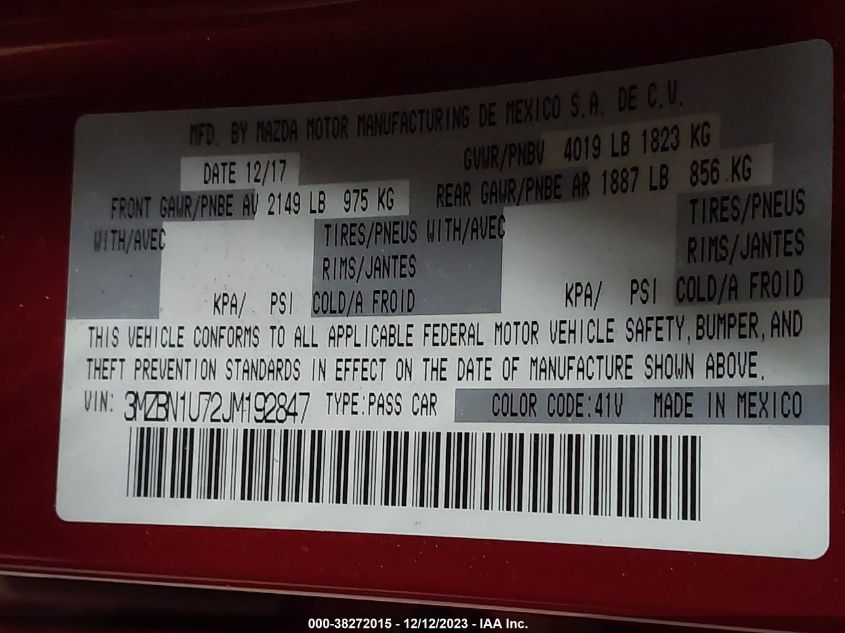 MFD. BY MAZDA MOTOR MANUFACTURING DE MEXICO S.A. DE C.V.
DATE 12/17 GVWR/PNBV 4019 LB 1823 KG
FRONT GAWR/PNBE AV 2149 LB 975 KG REAR GAWR/PNBE AR 1887 LB 856 KG
WITH/AVEC TIRES/PNEUS WITH/AVEC TIRES/PNEUS
RIMS/JANTES RIMS/JANTES
KPA/ PSI COLD/A FROID KPA/ PSI COLD/A FROID
THIS VEHICLE CONFORMS TO ALL APPLICABLE FEDERAL MOTOR VEHICLE SAFETY, BUMPER, AND
THEFT PREVENTION STANDARDS IN EFFECT ON THE DATE OF MANUFACTURE SHOWN ABOVE.
VIN: 3MZBN1U72JM192847 TYPE:PASS CAR COLOR CODE:41V MADE IN MEXICO
000-38272015 - 12/12/2023 - IAA Inc.